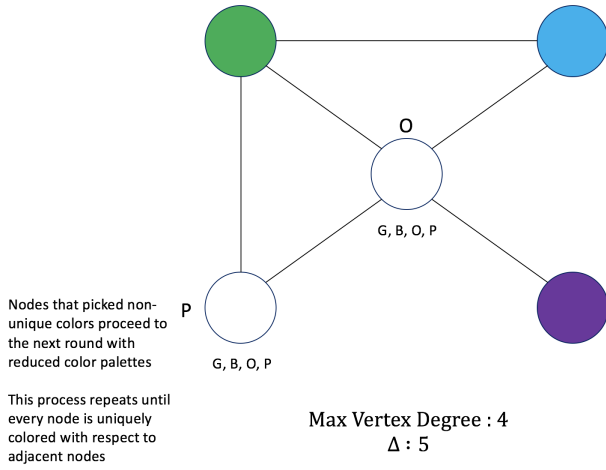 O
G, B, O, P
Nodes that picked non-
unique colors proceed to
the next round with
reduced color palettes
P
G, B, O, P
This process repeats until
every node is uniquely
colored with respect to
adjacent nodes
Max Vertex Degree : 4
Δ : 5